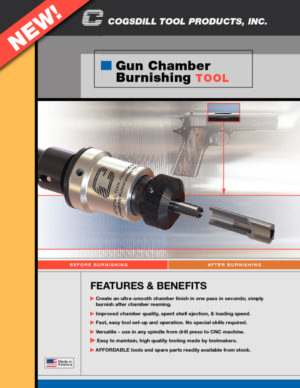 NEW!
COGSDILL TOOL PRODUCTS, INC.
Gun Chamber
Burnishing TOOL
BEFORE BURNISHING
AFTER BURNISHING
FEATURES & BENEFITS
Create an ultra-smooth chamber finish in one pass in seconds; simply
burnish after chamber reaming.
Improved chamber quality, spent shell ejection, & loading speed.
Fast, easy tool set-up and operation. No special skills required.
Versatile – use in any spindle from drill press to CNC machine.
Easy to maintain, high quality tooling made by toolmakers.
AFFORDABLE tools and spare parts readily available from stock.
Made In
America